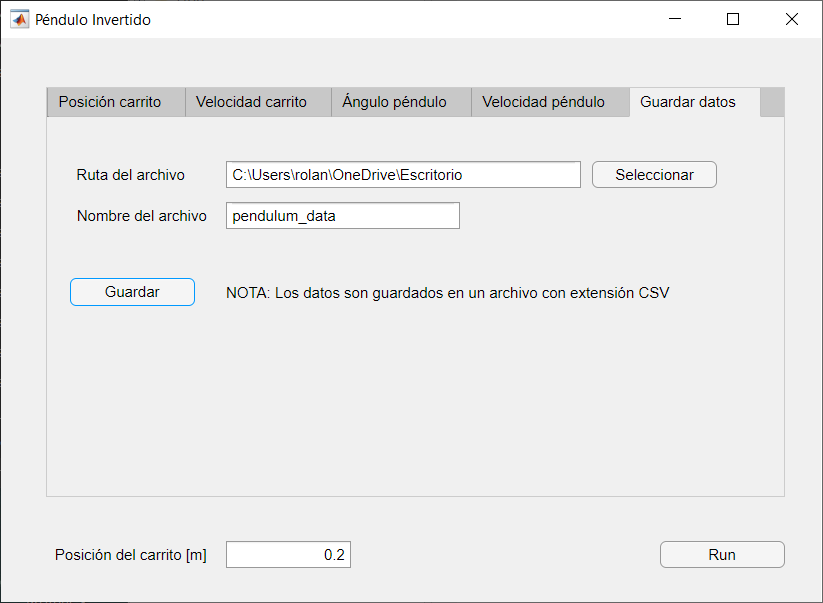 Péndulo Invertido
Posición carrito Velocidad carrito Ángulo péndulo Velocidad péndulo Guardar datos
Ruta del archivo C:\Users\rolan\OneDrive\Escritorio Seleccionar
Nombre del archivo pendulum_data
Guardar NOTA: Los datos son guardados en un archivo con extensión CSV
Posición del carrito [m] 0.2 Run